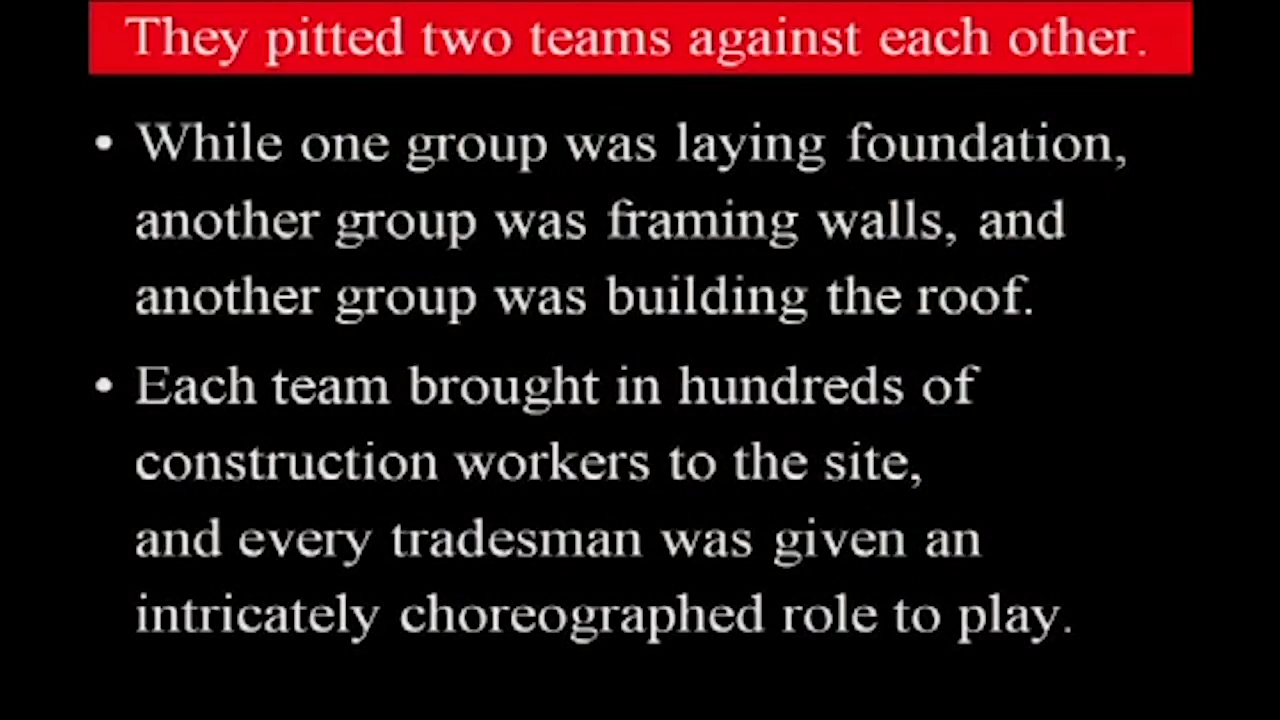 They pitted two teams against each other.
• While one group was laying foundation,
another group was framing walls, and
another group was building the roof.
• Each team brought in hundreds of
construction workers to the site,
and every tradesman was given an
intricately choreographed role to play.